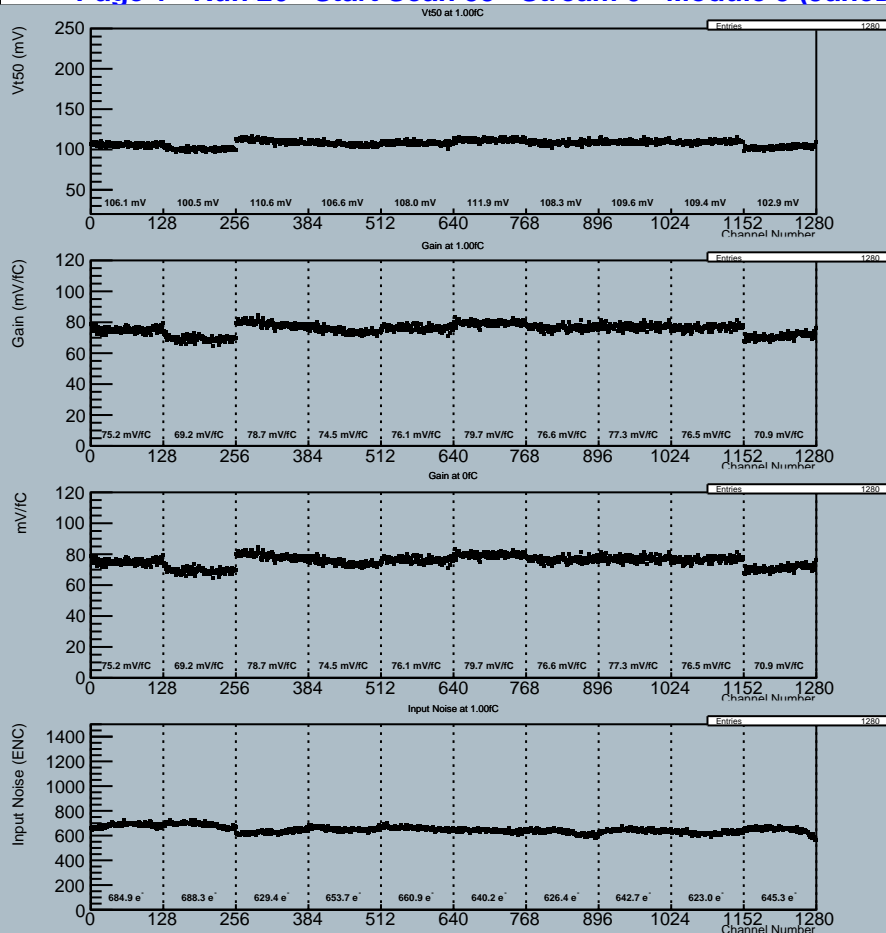 Vt50 at 1.00fC
Entries 1280
Vt50 (mV)
250
200
150
100
50
106.1 mV 100.5 mV 110.6 mV 106.6 mV 108.0 mV 111.9 mV 108.3 mV 109.6 mV 109.4 mV 102.9 mV
0 128 256 384 512 640 768 896 1024 1152 1280
Channel Number
Gain at 1.00fC
Entries 1280
Gain (mV/fC)
120
100
80
60
40
20
0
75.2 mV/fC 69.2 mV/fC 78.7 mV/fC 74.5 mV/fC 76.1 mV/fC 79.7 mV/fC 76.6 mV/fC 77.3 mV/fC 76.5 mV/fC 70.9 mV/fC
0 128 256 384 512 640 768 896 1024 1152 1280
Channel Number
Gain at 0fC
Entries 1280
mV/fC
120
100
80
60
40
20
0
75.2 mV/fC 69.2 mV/fC 78.7 mV/fC 74.5 mV/fC 76.1 mV/fC 79.7 mV/fC 76.6 mV/fC 77.3 mV/fC 76.5 mV/fC 70.9 mV/fC
0 128 256 384 512 640 768 896 1024 1152 1280
Channel Number
Input Noise at 1.00fC
Entries 1280
Input Noise (ENC)
1400
1200
1000
800
600
400
200
0
684.9 e⁻ 688.3 e⁻ 629.4 e⁻ 653.7 e⁻ 660.9 e⁻ 640.2 e⁻ 626.4 e⁻ 642.7 e⁻ 623.0 e⁻ 645.3 e⁻
0 128 256 384 512 640 768 896 1024 1152 1280
Channel Number